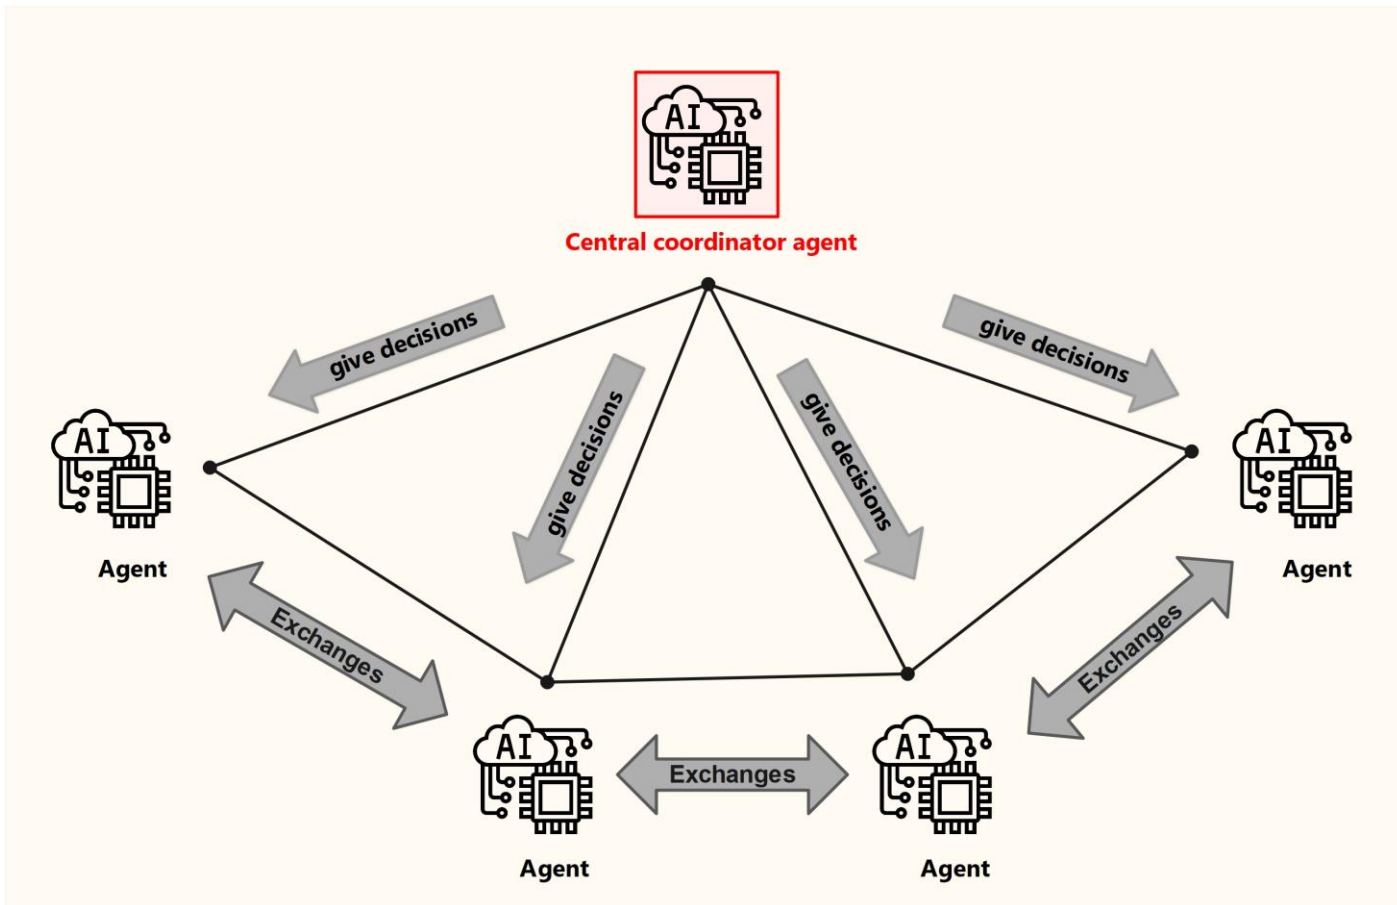 AI
Central coordinator agent
give decisions
give decisions
give decisions
give decisions
AI
Agent
AI
Agent
Exchanges
Exchanges
AI
Agent
Exchanges
AI
Agent